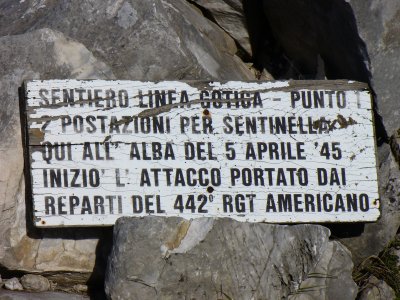 SENTIERO LINEA GOTICA - PUNTO 1
2 POSTAZIONI PER SENTINELLA
QUI ALL' ALBA DEL 5 APRILE '45
INIZIO' L' ATTACCO PORTATO DAI
REPARTI DEL 442° RGT AMERICANO